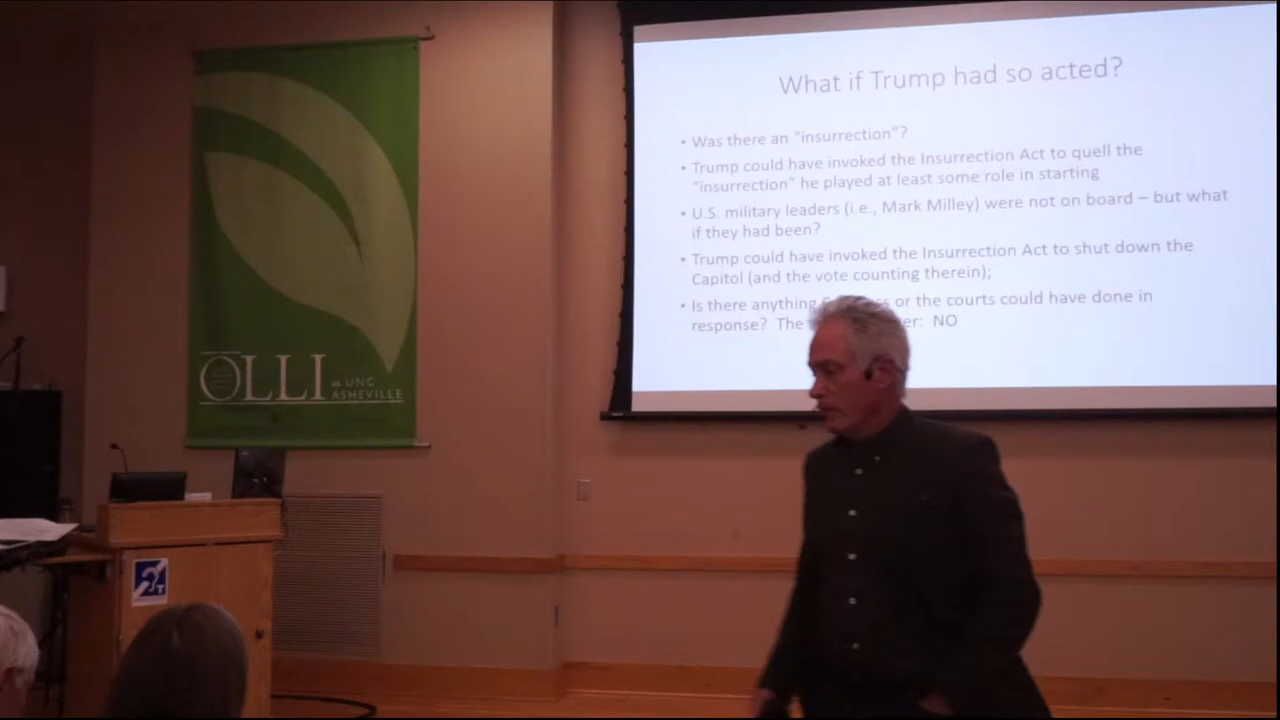 What if Trump had so acted?
• Was there an “insurrection”?
• Trump could have invoked the Insurrection Act to quell the
“insurrection” he played at least some role in starting
• U.S. military leaders (i.e., Mark Milley) were not on board – but what
if they had been?
• Trump could have invoked the Insurrection Act to shut down the
Capitol (and the vote counting therein);
• Is there anything or the courts could have done in
response? The NO
OLLI at UNC
ASHEVILLE
T